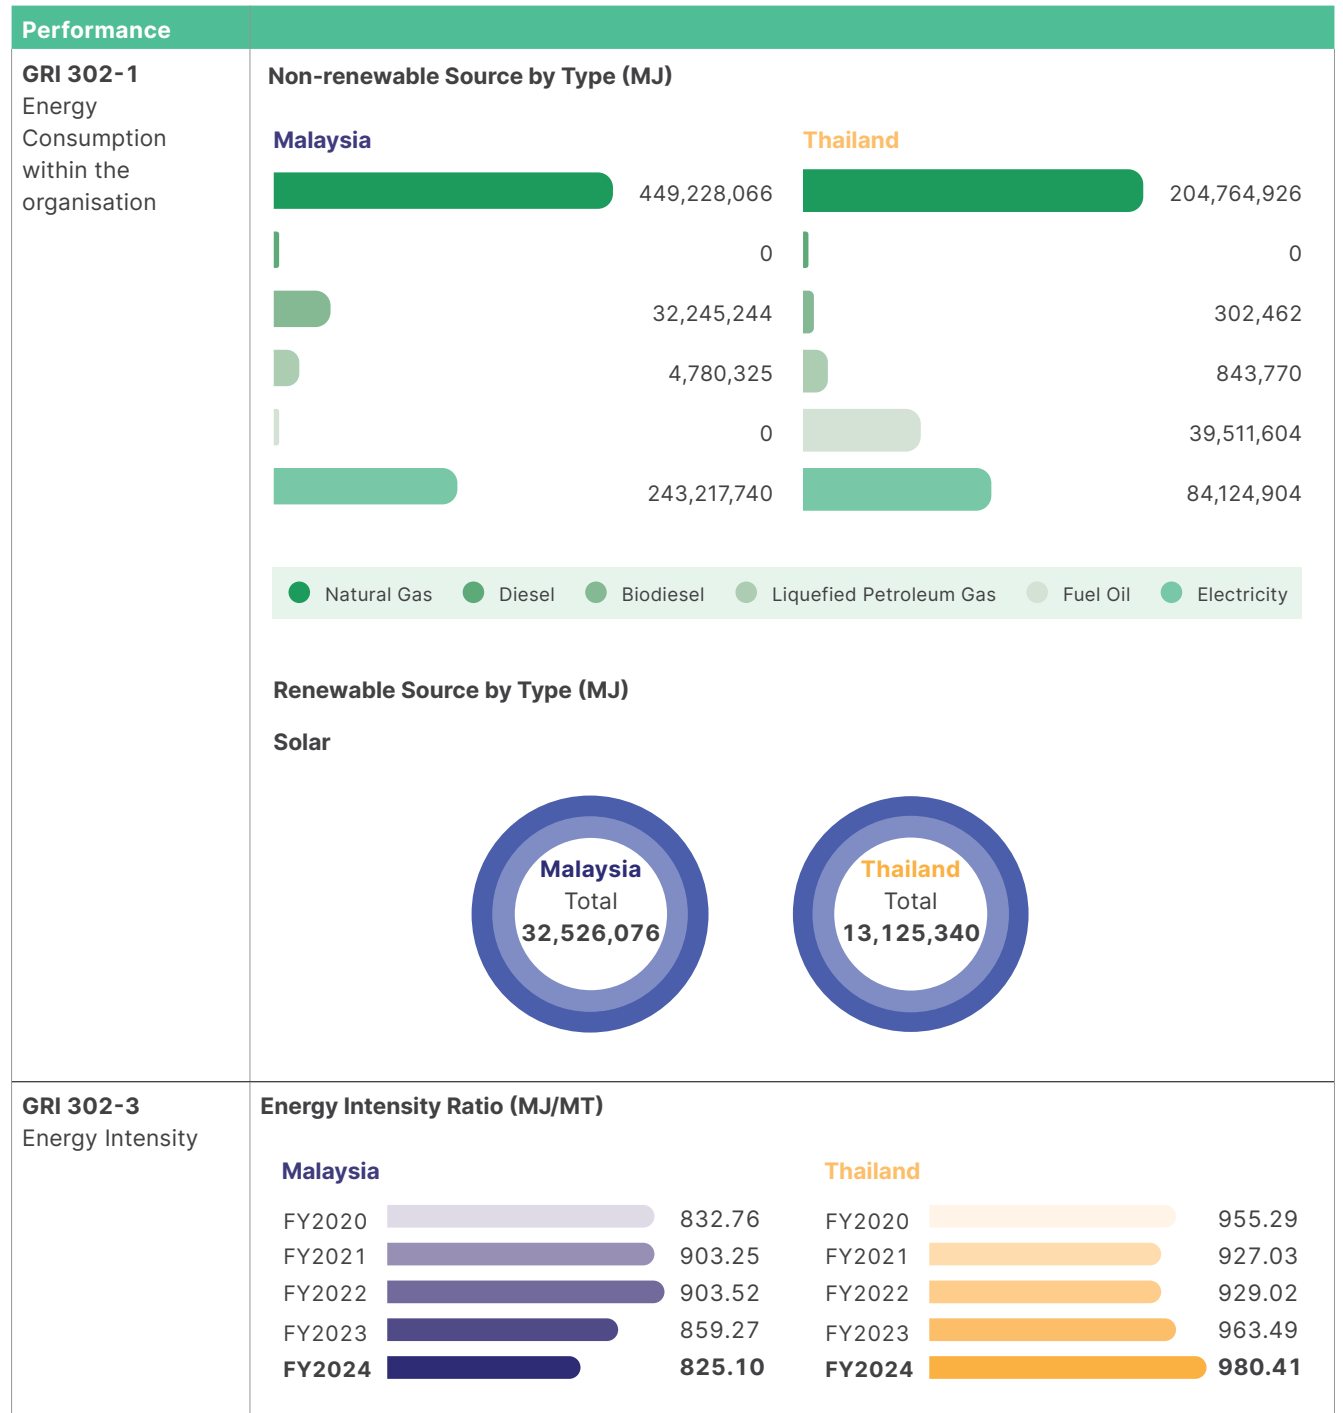 Performance
GRI 302-1
Energy
Consumption
within the
organisation
Non-renewable Source by Type (MJ)
Malaysia
449,228,066
0
32,245,244
4,780,325
0
243,217,740
Thailand
204,764,926
0
302,462
843,770
39,511,604
84,124,904
Natural Gas Diesel Biodiesel Liquefied Petroleum Gas Fuel Oil Electricity
Renewable Source by Type (MJ)
Solar
Malaysia
Total
32,526,076
Thailand
Total
13,125,340
GRI 302-3
Energy Intensity
Energy Intensity Ratio (MJ/MT)
Malaysia
FY2020 832.76
FY2021 903.25
FY2022 903.52
FY2023 859.27
FY2024 825.10
Thailand
FY2020 955.29
FY2021 927.03
FY2022 929.02
FY2023 963.49
FY2024 980.41